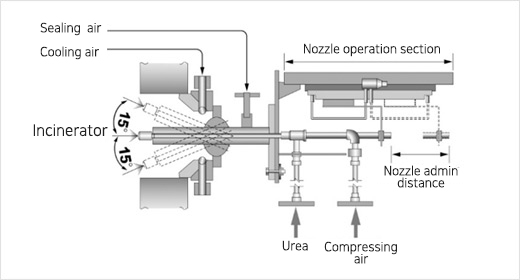 Sealing air
Cooling air
Nozzle operation section
Incinerator
15°
15°
Nozzle admin
distance
Urea
Compressing
air